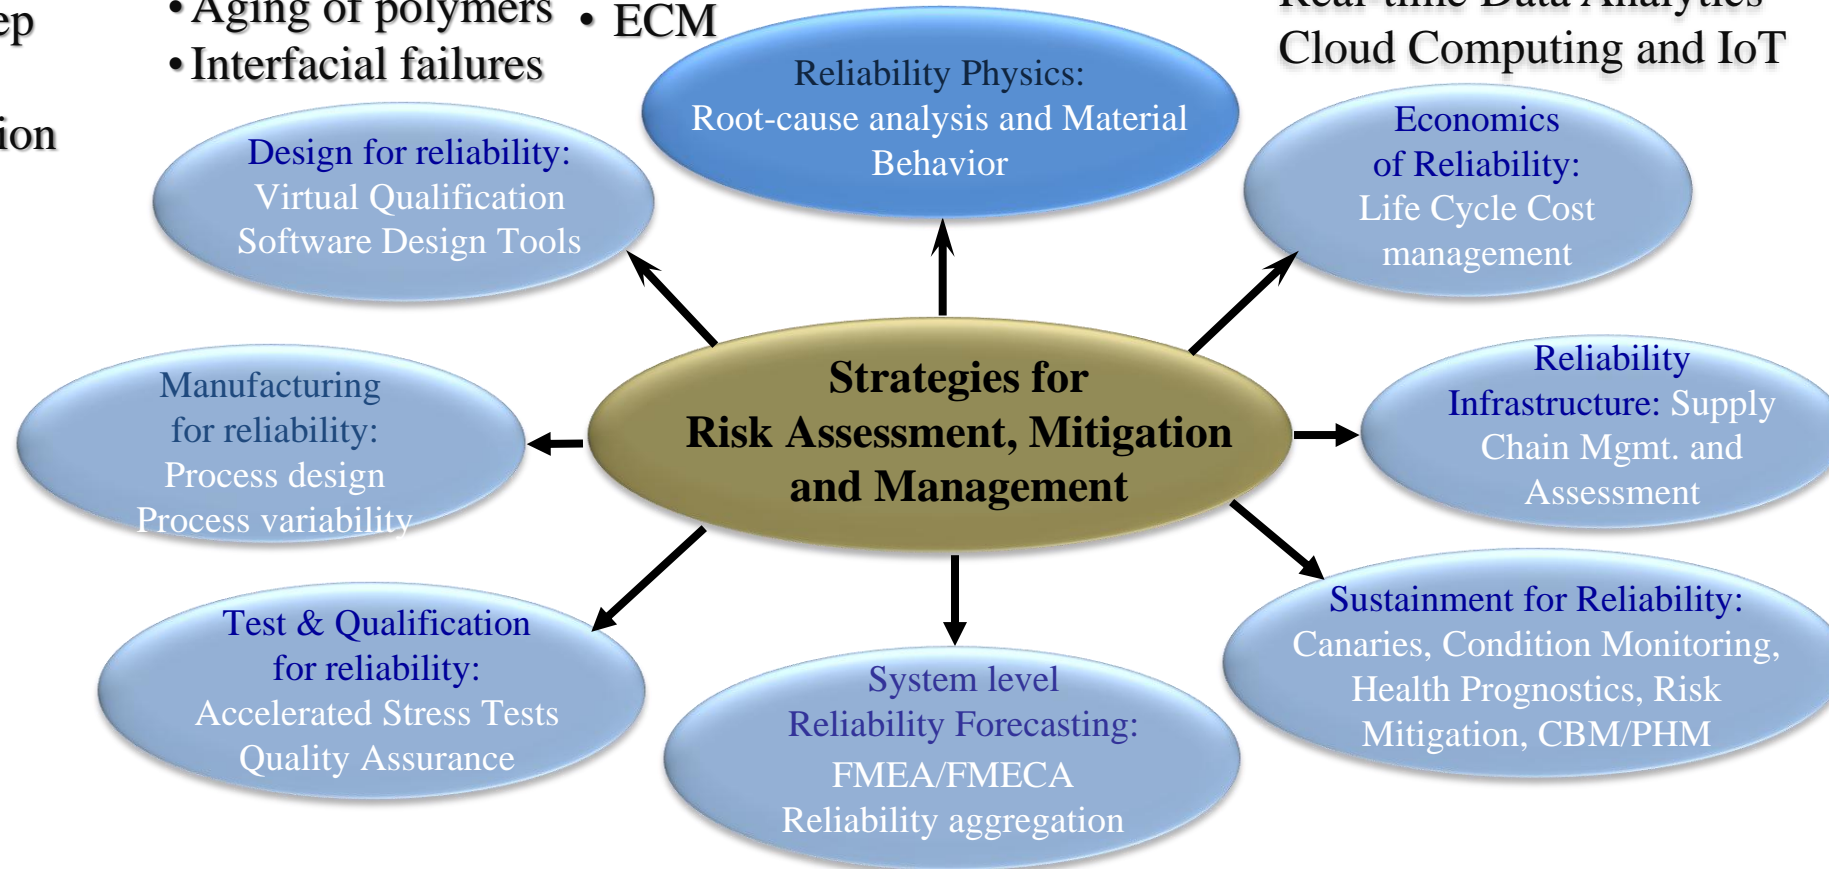 • Aging of polymers
• Interfacial failures
• ECM
Real-time Data Analytics
Cloud Computing and IoT
Reliability Physics:
Root-cause analysis and Material
Behavior
Design for reliability:
Virtual Qualification
Software Design Tools
Economics
of Reliability:
Life Cycle Cost
management
Strategies for
Risk Assessment, Mitigation
and Management
Manufacturing
for reliability:
Process design
Process variability
Reliability
Infrastructure: Supply
Chain Mgmt. and
Assessment
Test & Qualification
for reliability:
Accelerated Stress Tests
Quality Assurance
System level
Reliability Forecasting:
FMEA/FMECA
Reliability aggregation
Sustainment for Reliability:
Canaries, Condition Monitoring,
Health Prognostics, Risk
Mitigation, CBM/PHM